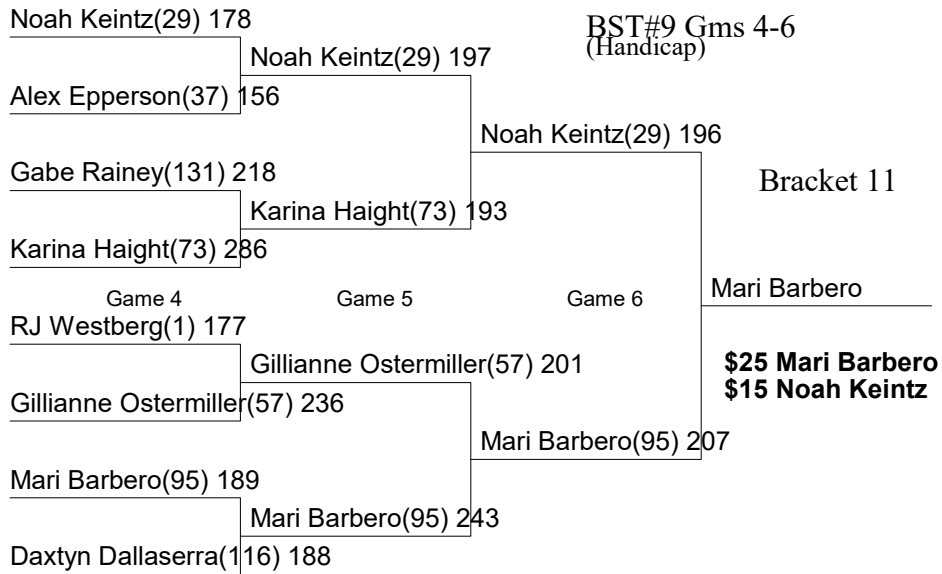 Noah Keintz(29) 178
BST#9 Gms 4-6
(Handicap)
Noah Keintz(29) 197
Alex Epperson(37) 156
Noah Keintz(29) 196
Gabe Rainey(131) 218
Bracket 11
Karina Haight(73) 193
Karina Haight(73) 286
Game 4
Game 5
Game 6
Mari Barbero
RJ Westberg(1) 177
Gillianne Ostermiller(57) 201
$25 Mari Barbero
$15 Noah Keintz
Gillianne Ostermiller(57) 236
Mari Barbero(95) 207
Mari Barbero(95) 189
Mari Barbero(95) 243
Daxtyn Dallaserra(116) 188